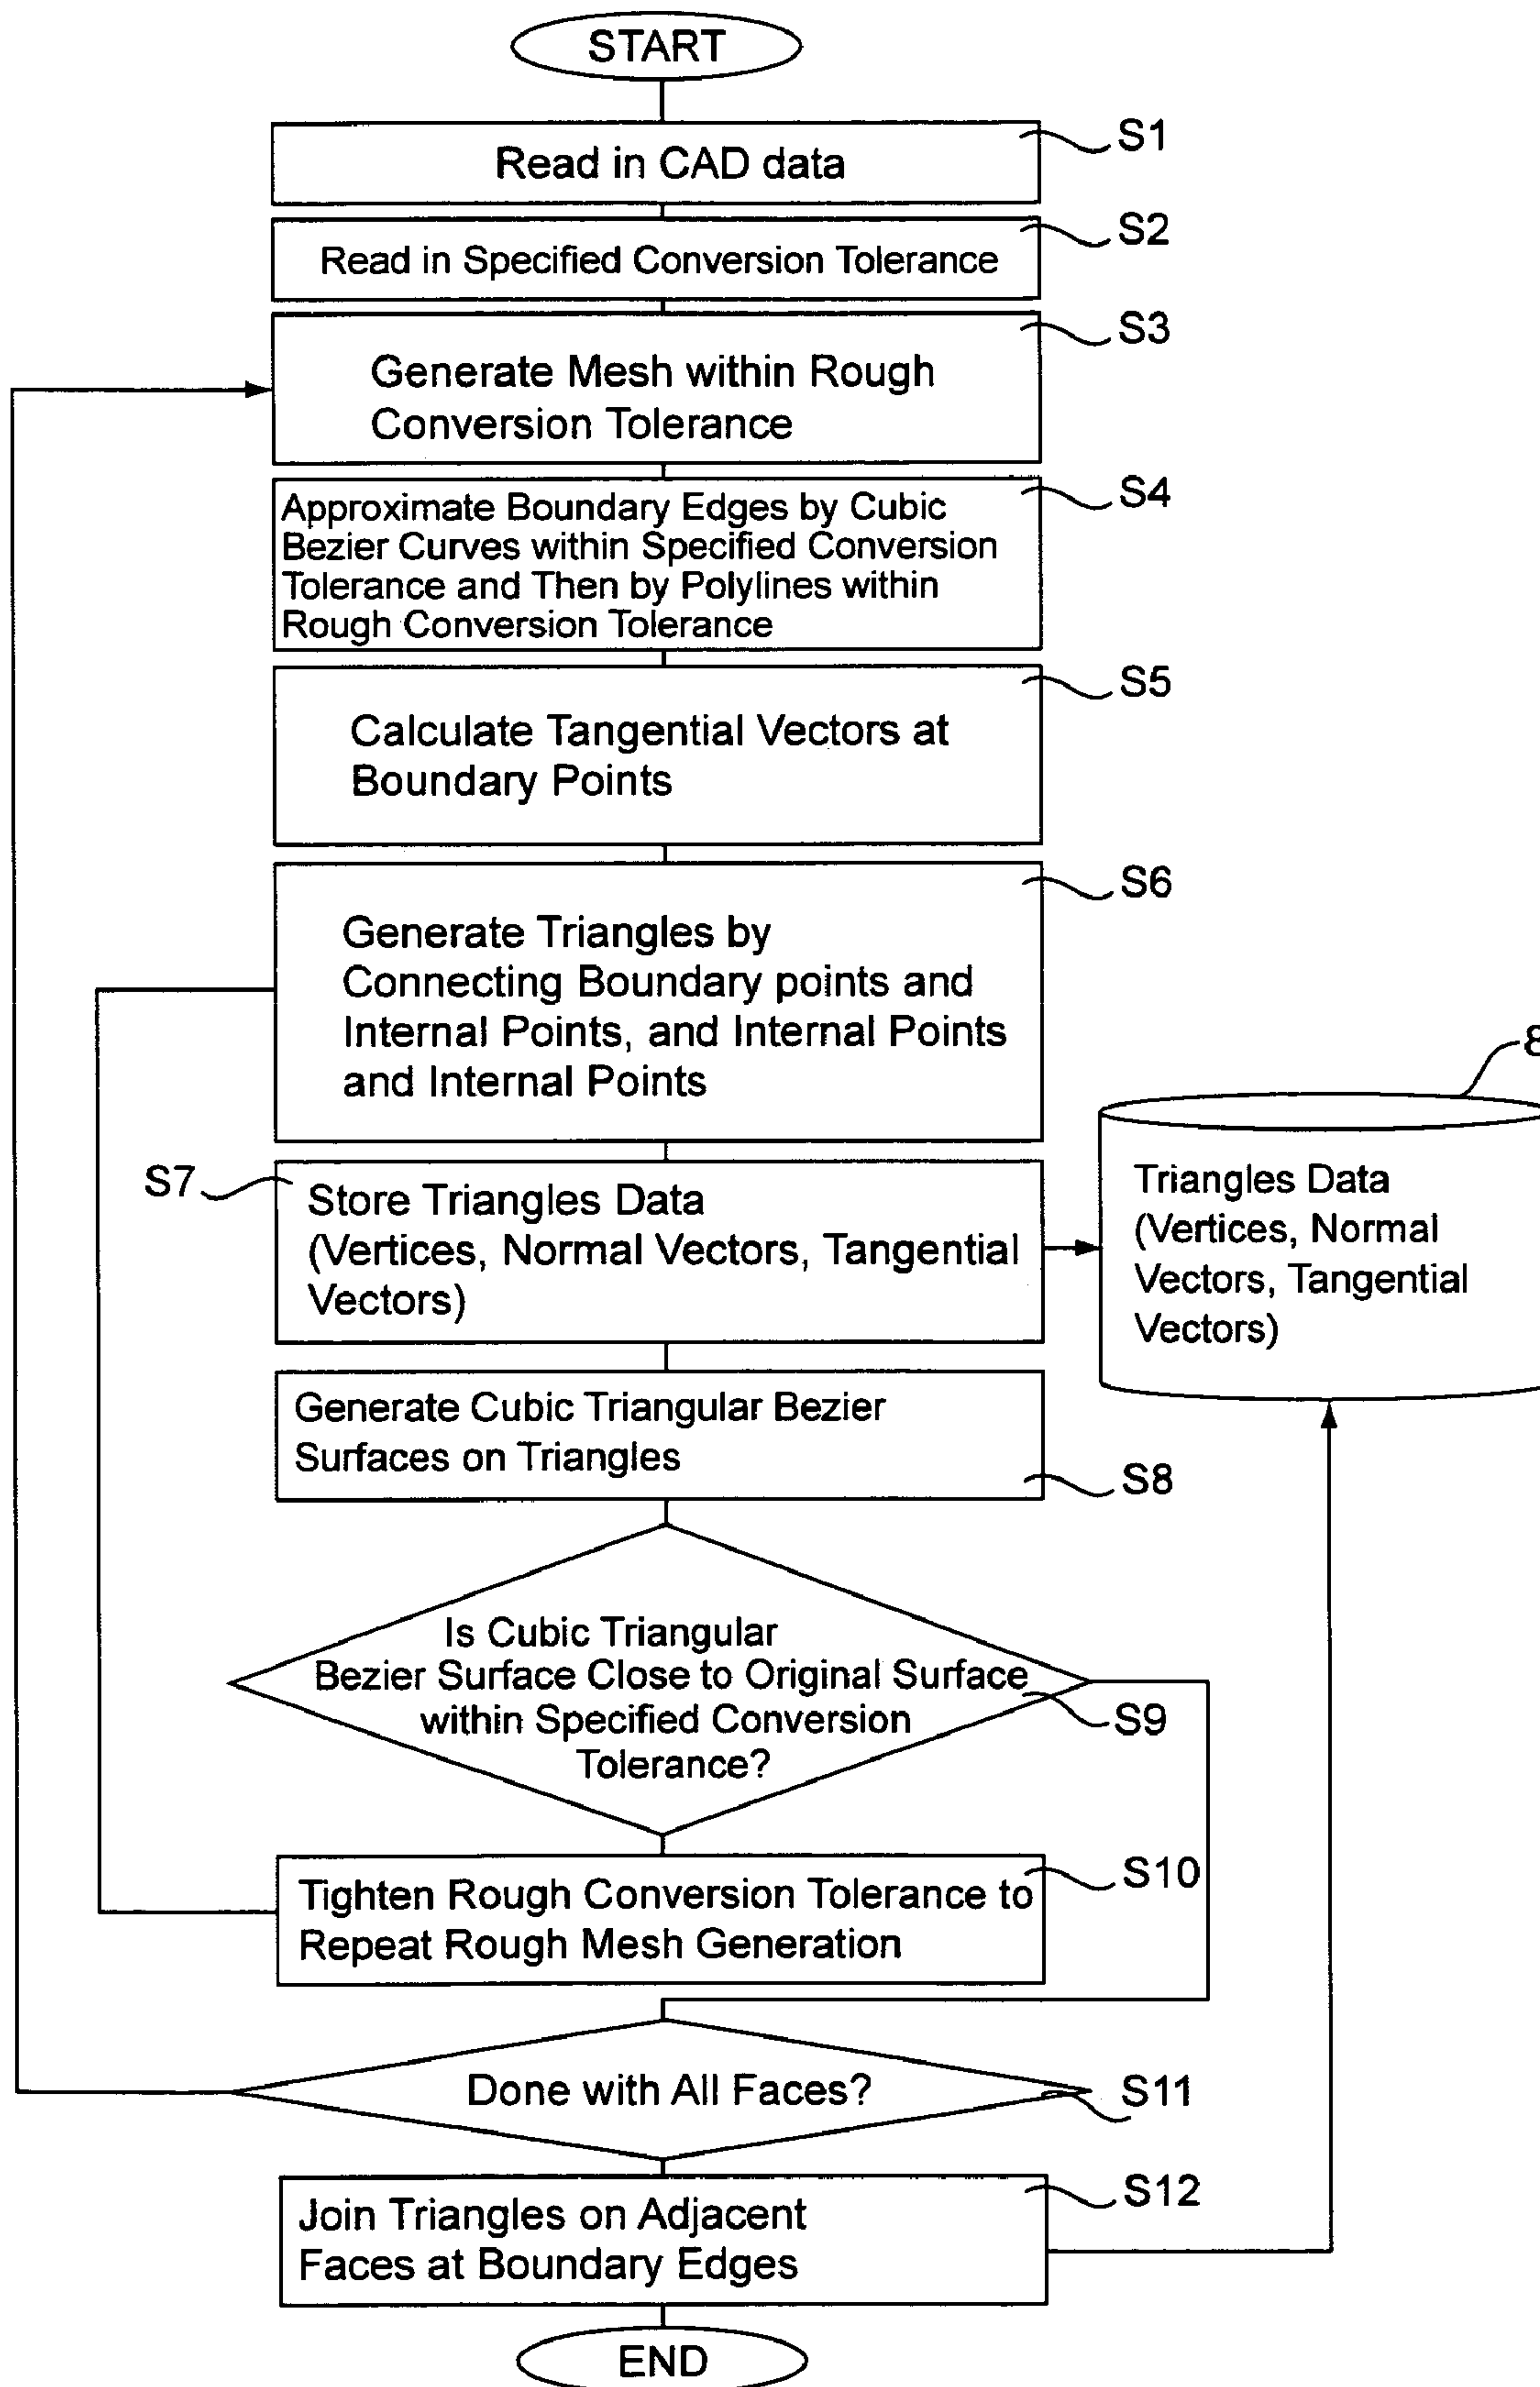 START
S1
Read in CAD data
S2
Read in Specified Conversion Tolerance
S3
Generate Mesh within Rough
Conversion Tolerance
S4
Approximate Boundary Edges by Cubic
Bezier Curves within Specified Conversion
Tolerance and Then by Polylines within
Rough Conversion Tolerance
S5
Calculate Tangential Vectors at
Boundary Points
S6
Generate Triangles by
Connecting Boundary points and
Internal Points, and Internal Points
and Internal Points
8
S7
Store Triangles Data
(Vertices, Normal Vectors, Tangential
Vectors)
Triangles Data
(Vertices, Normal
Vectors, Tangential
Vectors)
Generate Cubic Triangular Bezier
Surfaces on Triangles
S8
Is Cubic Triangular
Bezier Surface Close to Original Surface
within Specified Conversion
Tolerance?
S9
S10
Tighten Rough Conversion Tolerance to
Repeat Rough Mesh Generation
Done with All Faces?
S11
S12
Join Triangles on Adjacent
Faces at Boundary Edges
END